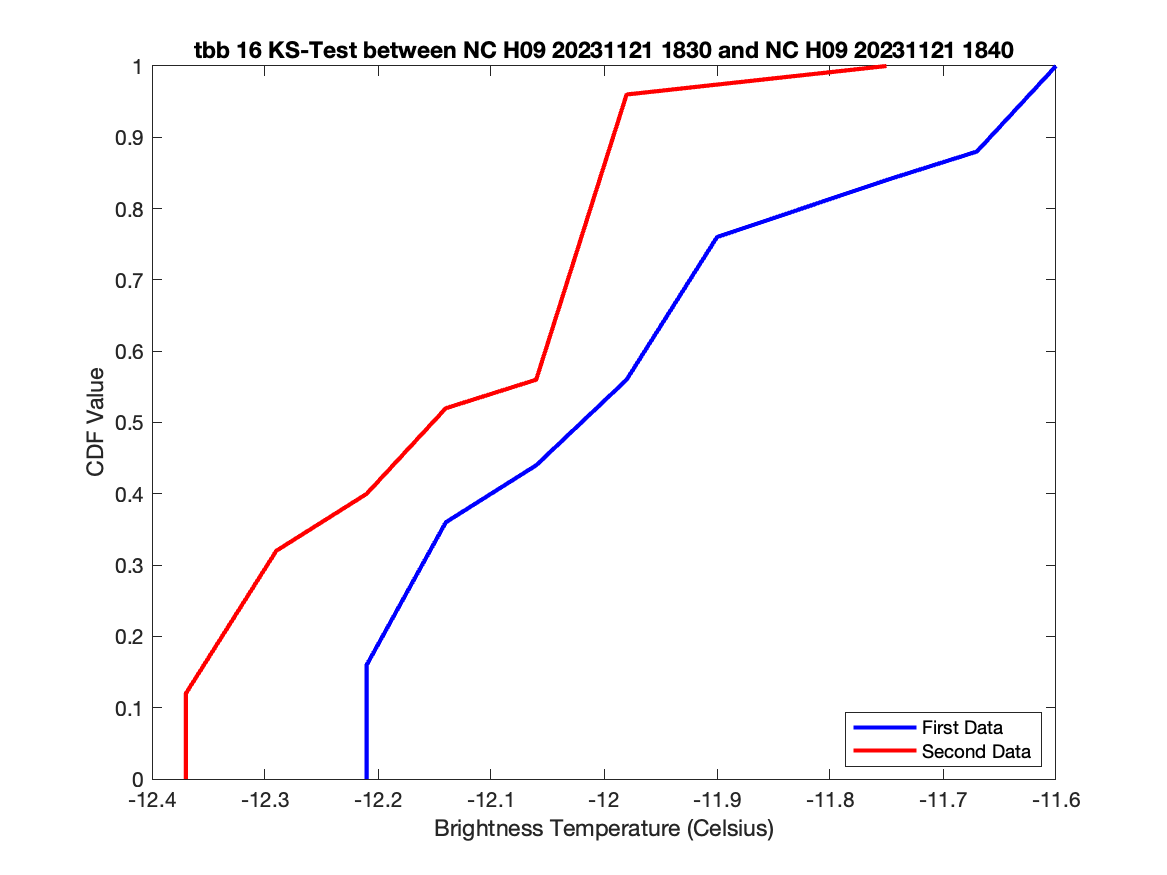 tbb 16 KS-Test between NC H09 20231121 1830 and NC H09 20231121 1840
1
0.9
0.8
0.7
0.6
0.5
0.4
0.3
0.2
0.1
0
CDF Value
-12.4 -12.3 -12.2 -12.1 -12 -11.9 -11.8 -11.7 -11.6
Brightness Temperature (Celsius)
First Data
Second Data